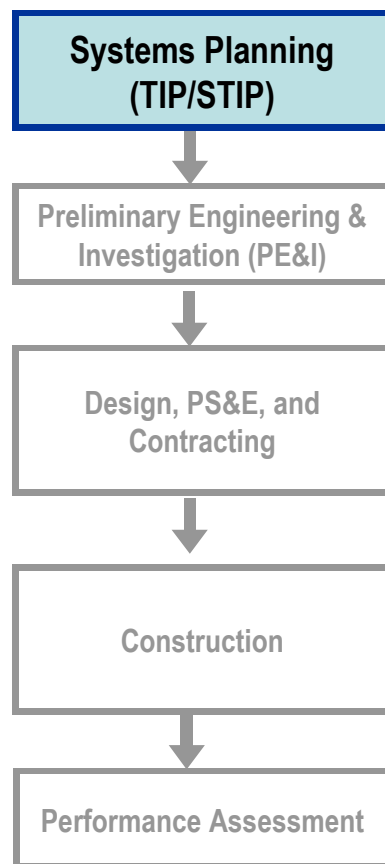 Systems Planning
(TIP/STIP)
Preliminary Engineering &
Investigation (PE&I)
Design, PS&E, and
Contracting
Construction
Performance Assessment